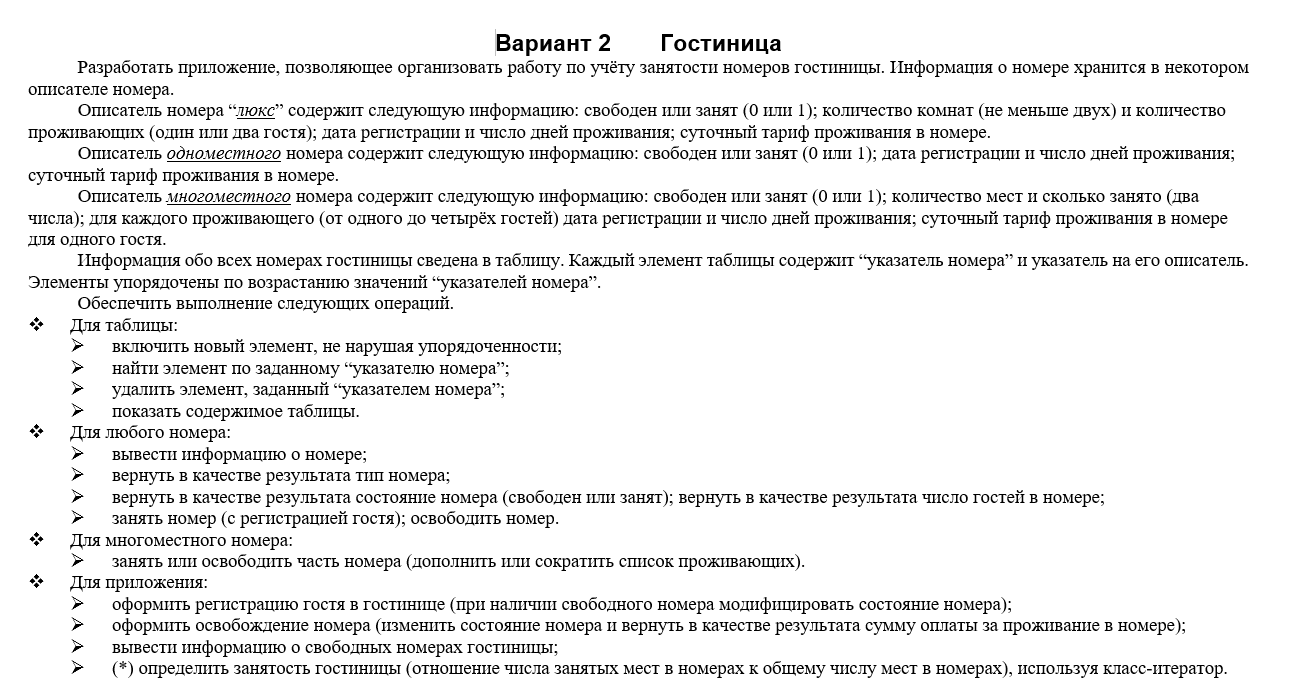 Вариант 2 Гостиница
Разработать приложение, позволяющее организовать работу по учёту занятости номеров гостиницы. Информация о номере хранится в некотором
описателе номера.
Описатель номера “люкс” содержит следующую информацию: свободен или занят (0 или 1); количество комнат (не меньше двух) и количество
проживающих (один или два гостя); дата регистрации и число дней проживания; суточный тариф проживания в номере.
Описатель одноместного номера содержит следующую информацию: свободен или занят (0 или 1); дата регистрации и число дней проживания;
суточный тариф проживания в номере.
Описатель многоместного номера содержит следующую информацию: свободен или занят (0 или 1); количество мест и сколько занято (два
числа); для каждого проживающего (от одного до четырёх гостей) дата регистрации и число дней проживания; суточный тариф проживания в номере
для одного гостя.
Информация обо всех номерах гостиницы сведена в таблицу. Каждый элемент таблицы содержит “указатель номера” и указатель на его описатель.
Элементы упорядочены по возрастанию значений “указателей номера”.
Обеспечить выполнение следующих операций.
❖ Для таблицы:
➢ включить новый элемент, не нарушая упорядоченности;
➢ найти элемент по заданному “указателю номера”;
➢ удалить элемент, заданный “указателем номера”;
➢ показать содержимое таблицы.
❖ Для любого номера:
➢ вывести информацию о номере;
➢ вернуть в качестве результата тип номера;
➢ вернуть в качестве результата состояние номера (свободен или занят); вернуть в качестве результата число гостей в номере;
➢ занять номер (с регистрацией гостя); освободить номер.
❖ Для многоместного номера:
➢ занять или освободить часть номера (дополнить или сократить список проживающих).
❖ Для приложения:
➢ оформить регистрацию гостя в гостинице (при наличии свободного номера модифицировать состояние номера);
➢ оформить освобождение номера (изменить состояние номера и вернуть в качестве результата сумму оплаты за проживание в номере);
➢ вывести информацию о свободных номерах гостиницы;
➢ (*) определить занятость гостиницы (отношение числа занятых мест в номерах к общему числу мест в номерах), используя класс-итератор.